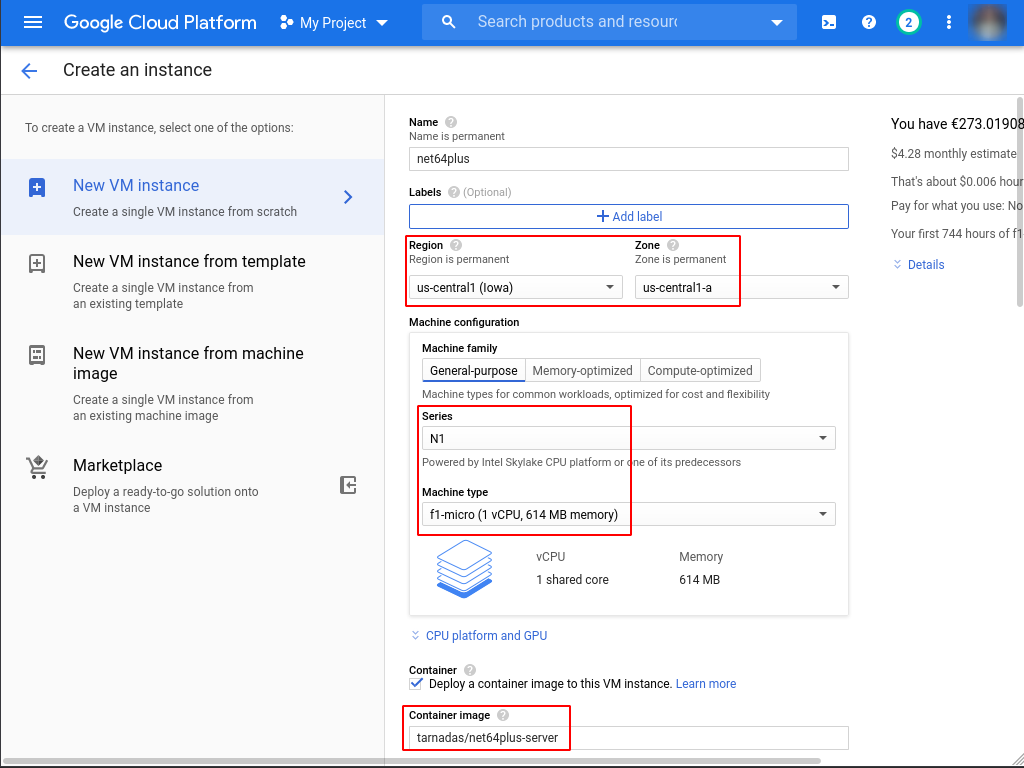 Google Cloud Platform My Project Search products and resourc 2
Create an instance
To create a VM instance, select one of the options:
New VM instance
Create a single VM instance from scratch
New VM instance from template
Create a single VM instance from
an existing template
New VM instance from machine
image
Create a single VM instance from
an existing machine image
Marketplace
Deploy a ready-to-go solution onto
a VM instance
Name
Name is permanent
net64plus
Labels (Optional)
Add label
Region Zone
Region is permanent Zone is permanent
us-central1 (Iowa) us-central1-a
Machine configuration
Machine family
General-purpose Memory-optimized Compute-optimized
Machine types for common workloads, optimized for cost and flexibility
Series
N1
Powered by Intel Skylake CPU platform or one of its predecessors
Machine type
f1-micro (1 vCPU, 614 MB memory)
vCPU Memory
1 shared core 614 MB
CPU platform and GPU
Container
Deploy a container image to this VM instance. Learn more
Container image
tarnadas/net64plus-server
You have €273.01908
$4.28 monthly estimate
That's about $0.006 hour
Pay for what you use: No
Your first 744 hours of f1-
Details